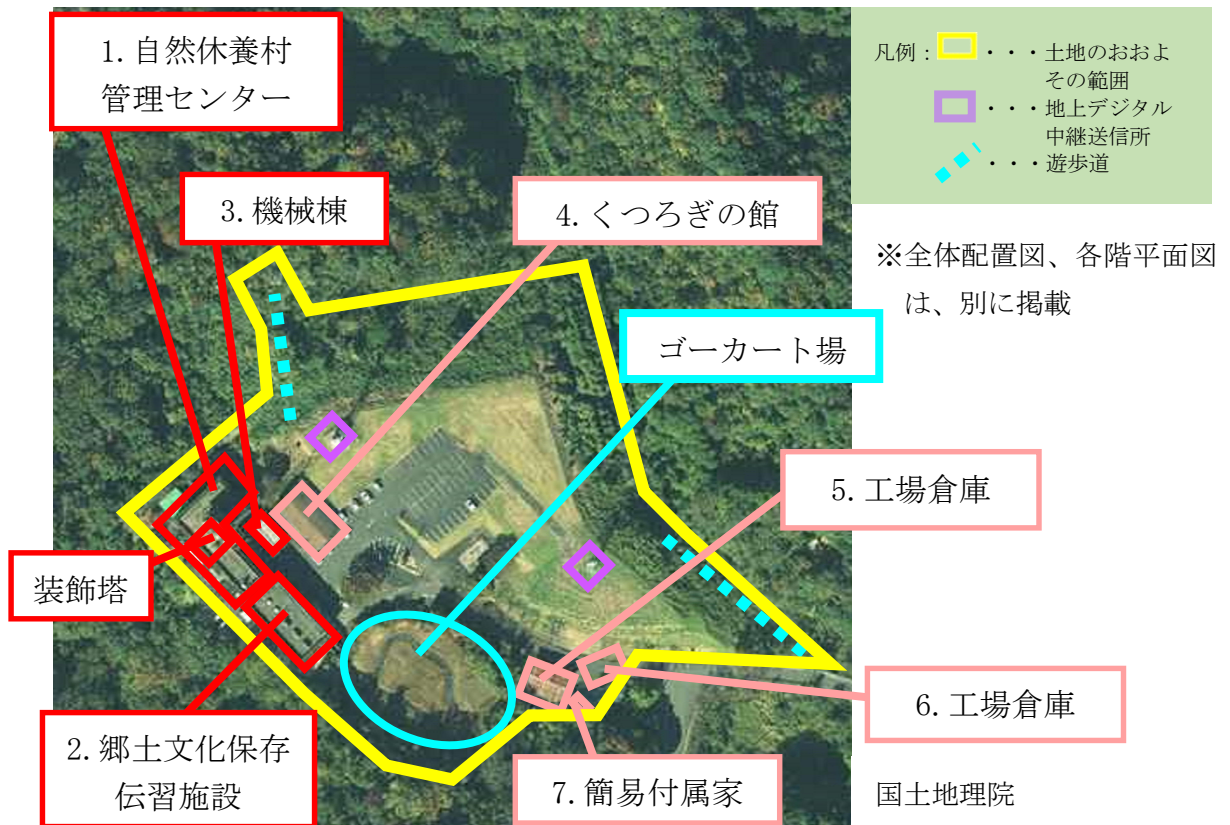 1.自然休養村
管理センター
3.機械棟
4.くつろぎの館
ゴーカート場
5.工場倉庫
装飾塔
6.工場倉庫
2.郷土文化保存
伝習施設
7.簡易付属家
凡例：・・・土地のおおよ
その範囲
・・・地上デジタル
中継送信所
・・・遊歩道
※全体配置図、各階平面図
は、別に掲載
国土地理院